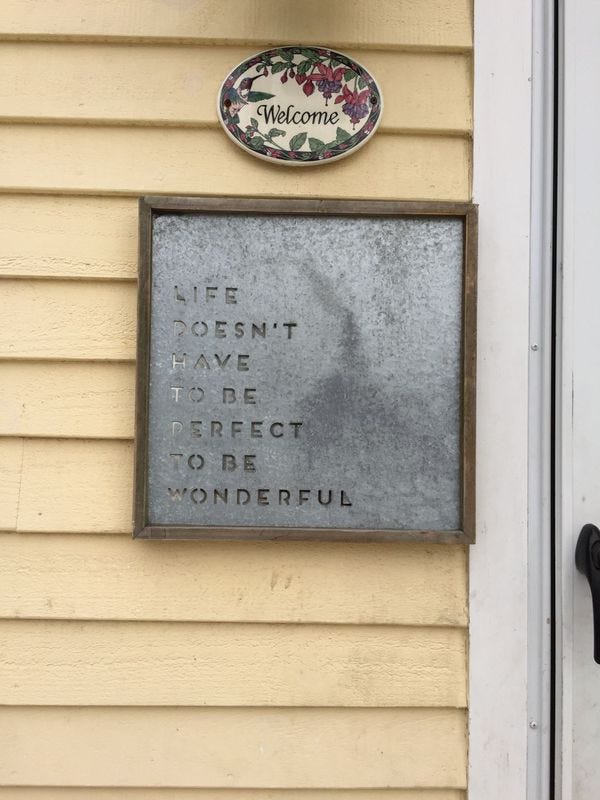 Welcome
LIFE
DOESN'T
HAVE
TO BE
PERFECT
TO BE
WONDERFUL